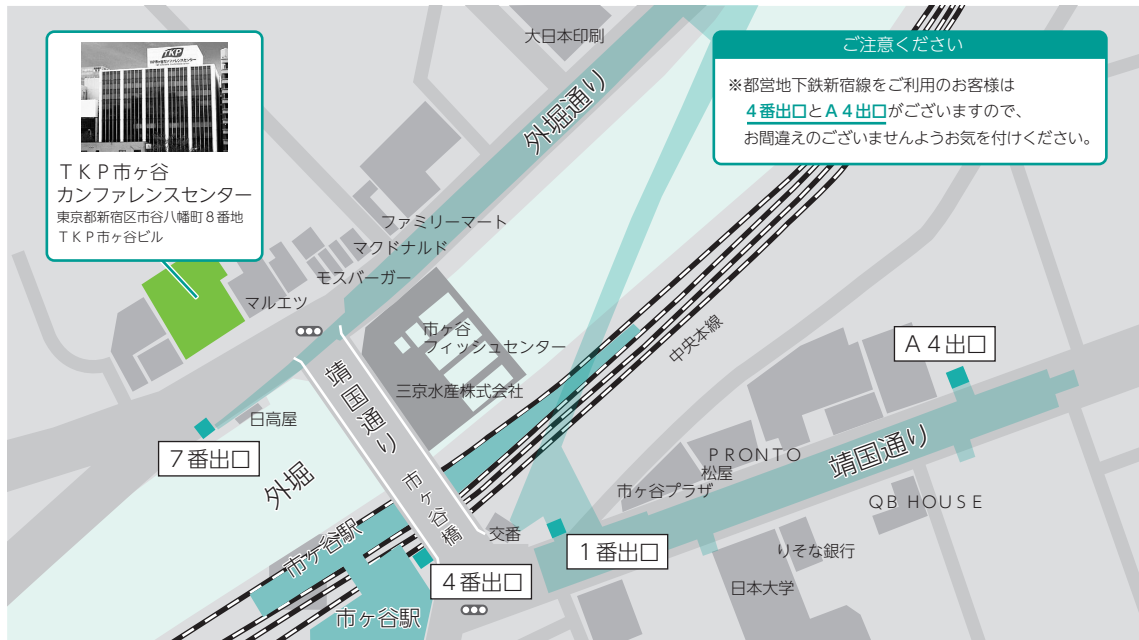 TKP
ＴＫＰ市ヶ谷
カンファレンスセンター
東京都新宿区市谷八幡町８番地
ＴＫＰ市ヶ谷ビル
大日本印刷
外堀通り
ご注意ください
※都営地下鉄新宿線をご利用のお客様は
４番出口とＡ４出口がございますので、
お間違えのございませんようお気を付けください。
ファミリーマート
マクドナルド
モスバーガー
マルエツ
市ヶ谷
フィッシュセンター
三京水産株式会社
中央本線
Ａ４出口
靖国通り
日高屋
７番出口
外堀
市ヶ谷橋
PRONTO
松屋
市ヶ谷プラザ
靖国通り
QB HOUSE
市ヶ谷駅
交番
１番出口
りそな銀行
４番出口
日本大学
市ヶ谷駅